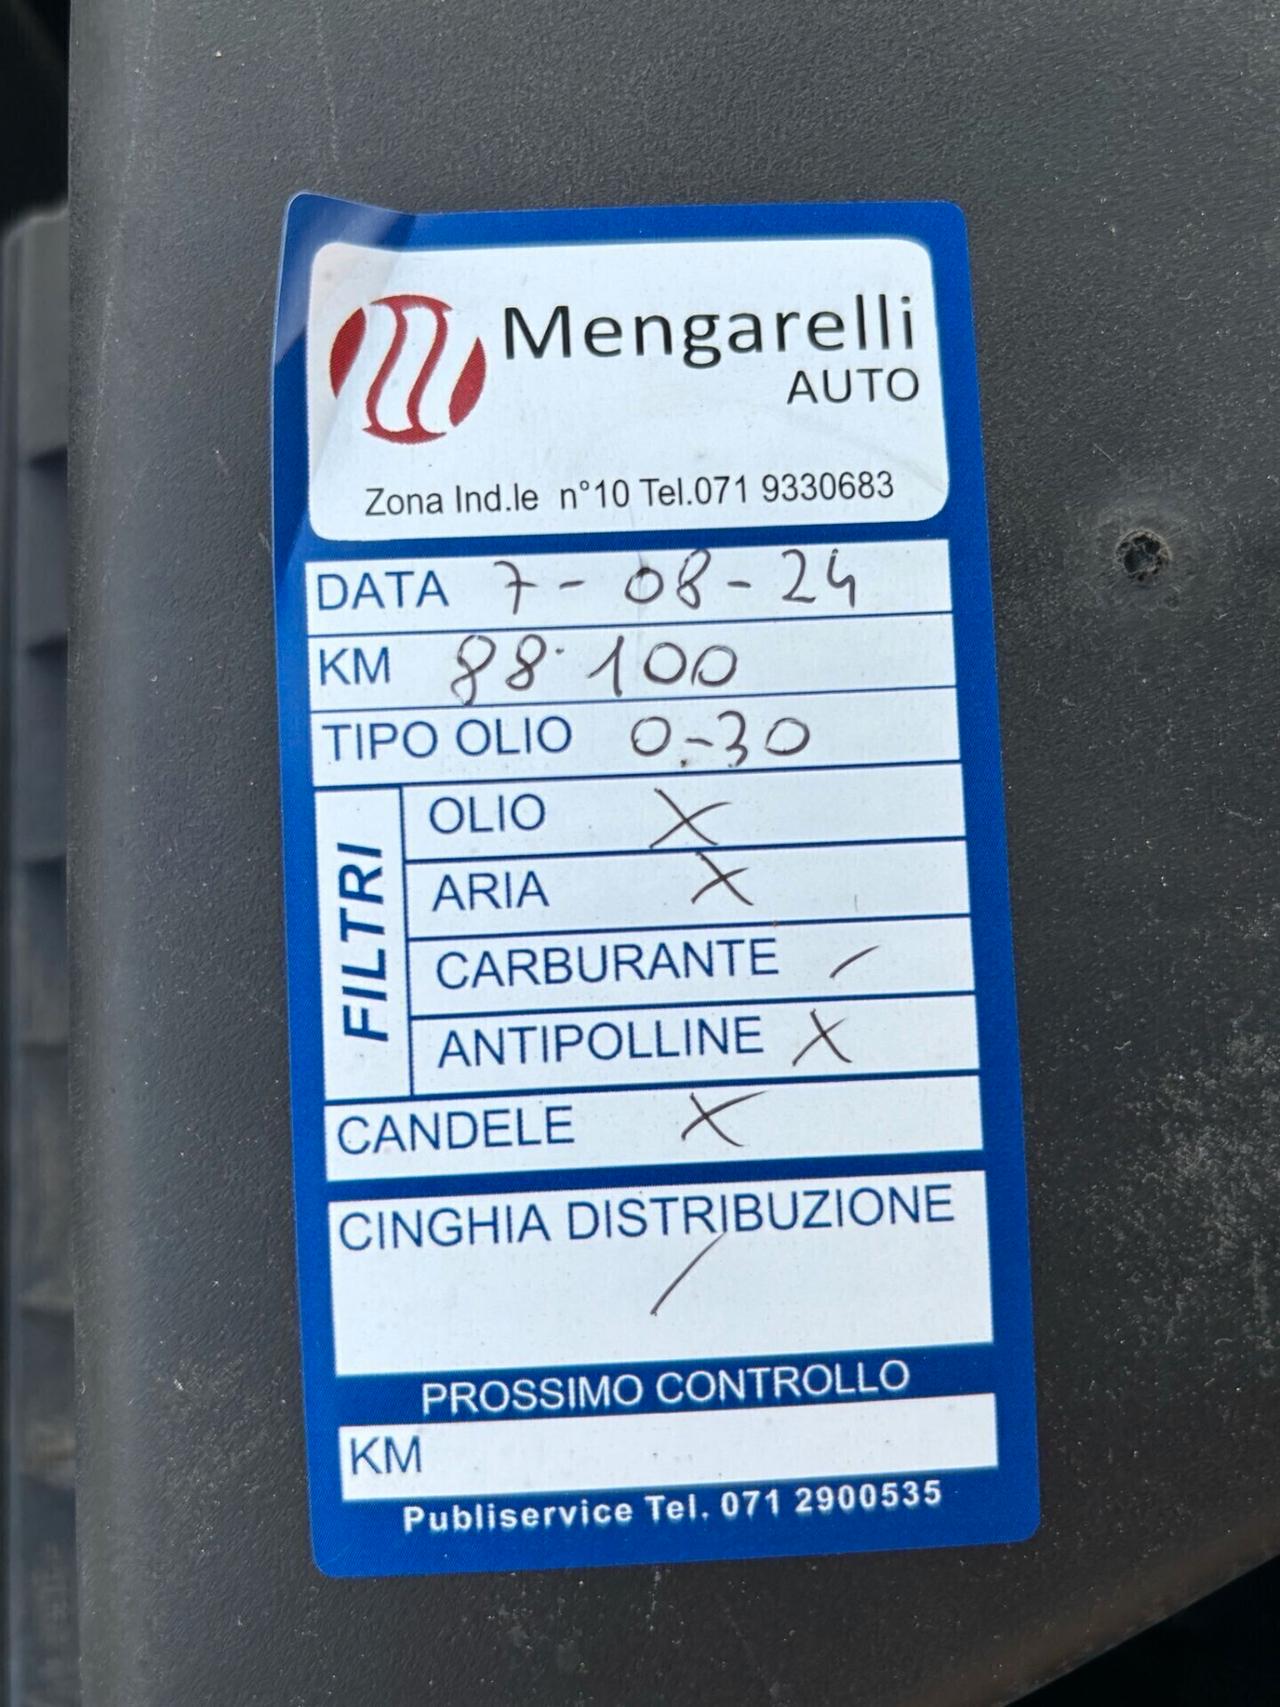 Mengarelli
AUTO
Zona Ind.le n°10 Tel.071 9330683
DATA 7-08-24
KM 88.100
TIPO OLIO 0-30
FILTRI
OLIO X
ARIA X
CARBURANTE /
ANTIPOLLINE X
CANDELE X
CINGHIA DISTRIBUZIONE
/
PROSSIMO CONTROLLO
KM
Publiservice Tel. 071 2900535